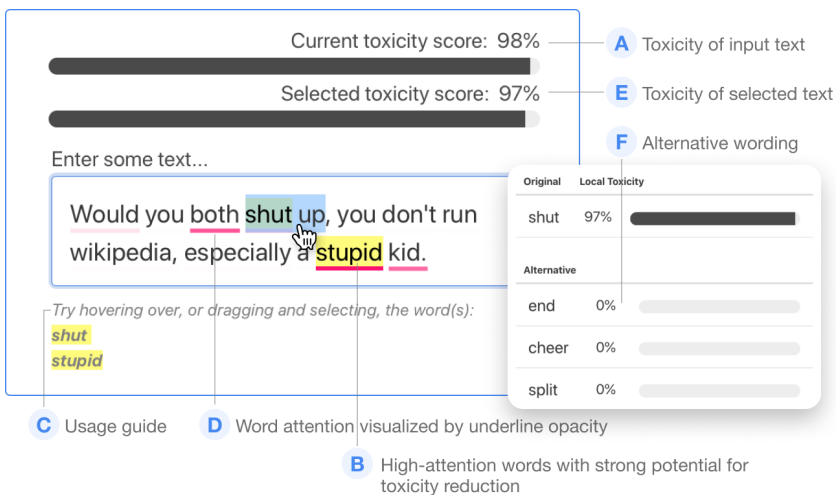 Current toxicity score: 98%
A Toxicity of input text
Selected toxicity score: 97%
E Toxicity of selected text
F Alternative wording
Enter some text...
Would you both shut up, you don't run
wikipedia, especially a stupid kid.
Try hovering over, or dragging and selecting, the word(s):
shut
stupid
Original Local Toxicity
shut 97%
Alternative
end 0%
cheer 0%
split 0%
C Usage guide
D Word attention visualized by underline opacity
B High-attention words with strong potential for
toxicity reduction